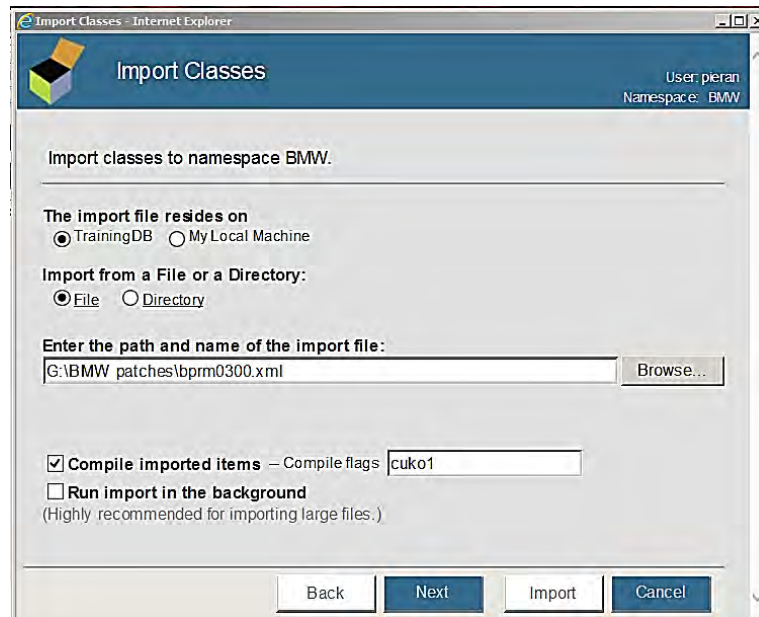 Import Classes - Internet Explorer
Import Classes
User: pieran
Namespace: BMW
Import classes to namespace BMW.
The import file resides on
TrainingDB My Local Machine
Import from a File or a Directory:
File Directory
Enter the path and name of the import file:
G:\BMW patches\bprm0300.xml Browse...
Compile imported items – Compile flags cuko1
Run import in the background
(Highly recommended for importing large files.)
Back Next Import Cancel